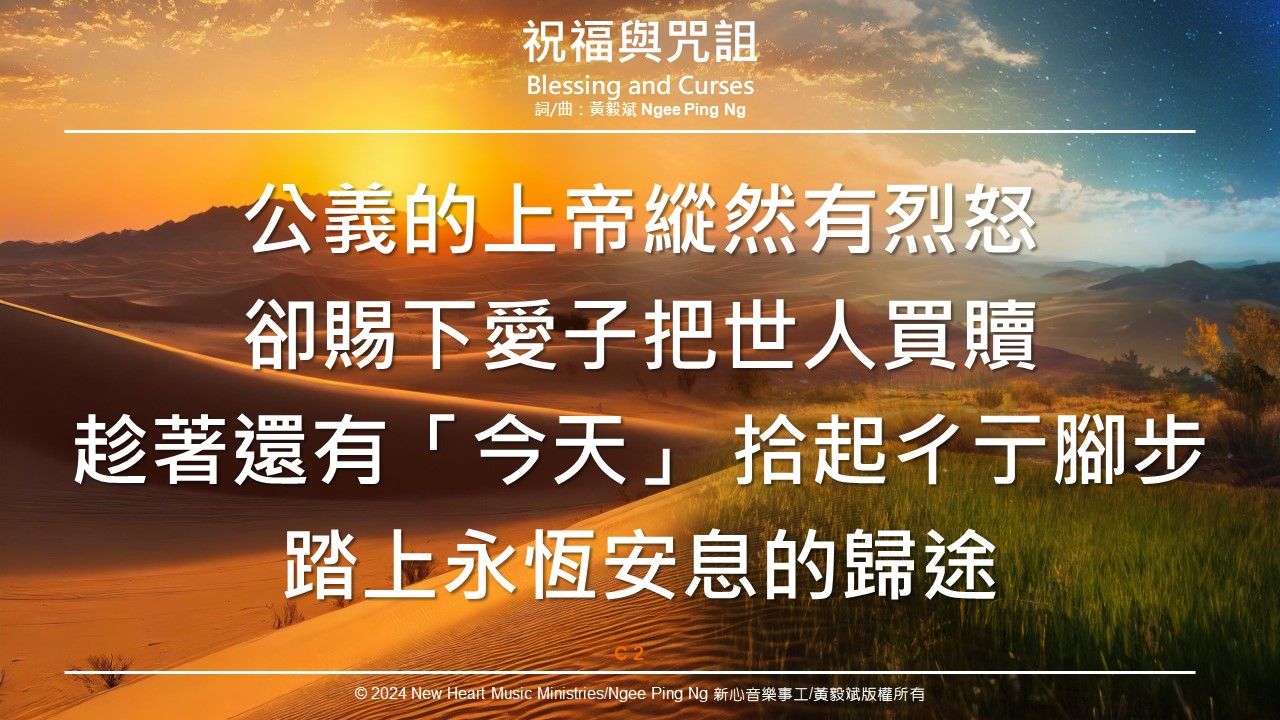 祝福與咒詛
Blessing and Curses
詞/曲：黃毅斌 Ngee Ping Ng
公義的上帝縱然有烈怒
卻賜下愛子把世人買贖
趁著還有「今天」 拾起彳亍腳步
踏上永恆安息的歸途
C 2
© 2024 New Heart Music Ministries/Ngee Ping Ng 新心音樂事工/黃毅斌版權所有